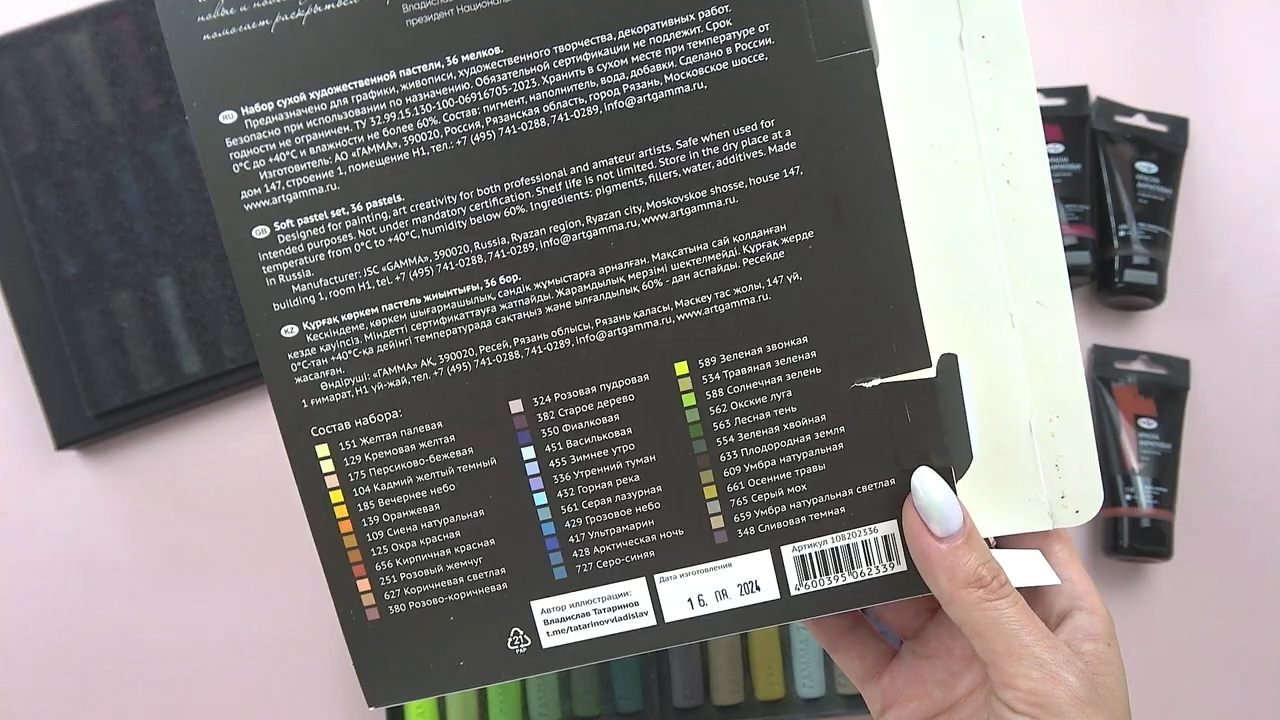 новые и
помогает раскрыться
Владислав
президент Национальн
RU Набор сухой художественной пастели, 36 мелков.
Предназначено для графики, живописи, художественного творчества, декоративных работ.
Безопасно при использовании по назначению. Обязательной сертификации не подлежит. Срок
годности не ограничен. ТУ 32.99.15.130-100-06916705-2023. Хранить в сухом месте при температуре от
0°C до +40°C и влажности не более 60%. Состав: пигмент, наполнитель, вода, добавки. Сделано в России.
Изготовитель: АО «ГАММА», 390020, Россия, Рязанская область, город Рязань, Московское шоссе,
дом 147, строение 1, помещение Н1, тел.: +7 (495) 741-0288, 741-0289, info@artgamma.ru,
www.artgamma.ru.
GB Soft pastel set, 36 pastels.
Designed for painting, art creativity for both professional and amateur artists. Safe when used for
intended purposes. Not under mandatory certification. Shelf life is not limited. Store in the dry place at a
temperature from 0°C to +40°C, humidity below 60%. Ingredients: pigments, fillers, water, additives. Made
in Russia.
Manufacturer: JSC «GAMMA», 390020, Russia, Ryazan region, Ryazan city, Moskovskoe shosse, house 147,
building 1, room H1, tel. +7 (495) 741-0288, 741-0289, info@artgamma.ru, www.artgamma.ru.
KZ Құрғақ көркем пастель жиынтығы, 36 бор.
Кескіндеме, көркем шығармашылық, сәндік жұмыстарға арналған. Мақсатына сай қолданған
кезде қауіпсіз. Міндетті сертификаттауға жатпайды. Жарамдылық мерзімі шектелмейді. Құрғақ жерде
0°C-тан +40°C-қа дейінгі температурада сақтаңыз және ылғалдылық 60% - дан аспайды. Ресейде
жасалған.
Өндіруші: «ГАММА» АҚ, 390020, Ресей, Рязань облысы, Рязань қаласы, Маскеу тас жолы, 147 үй,
1 ғимарат, Н1 үй-жай, тел. +7 (495) 741-0288, 741-0289, info@artgamma.ru, www.artgamma.ru.
Состав набора:
151 Желтая палевая
129 Кремовая желтая
175 Персиково-бежевая
104 Кадмий желтый темный
185 Вечернее небо
139 Оранжевая
109 Сиена натуральная
125 Охра красная
656 Кирпичная красная
251 Розовый жемчуг
627 Коричневая светлая
380 Розово-коричневая
324 Розовая пудровая
382 Старое дерево
350 Фиалковая
451 Васильковая
455 Зимнее утро
336 Утренний туман
432 Горная река
561 Серая лазурная
429 Грозовое небо
417 Ультрамарин
428 Арктическая ночь
727 Серо-синяя
589 Зеленая звонкая
534 Травяная зеленая
588 Солнечная зелень
562 Окские луга
563 Лесная тень
554 Зеленая хвойная
633 Плодородная земля
609 Умбра натуральная
661 Осенние травы
765 Серый мох
659 Умбра натуральная светлая
348 Сливовая темная
21
PAP
Автор иллюстрации:
Владислав Татаринов
t.me/tatarinovvladislav
Дата изготовления
16. 08. 2024
Артикул 108202336
4 600395 062339